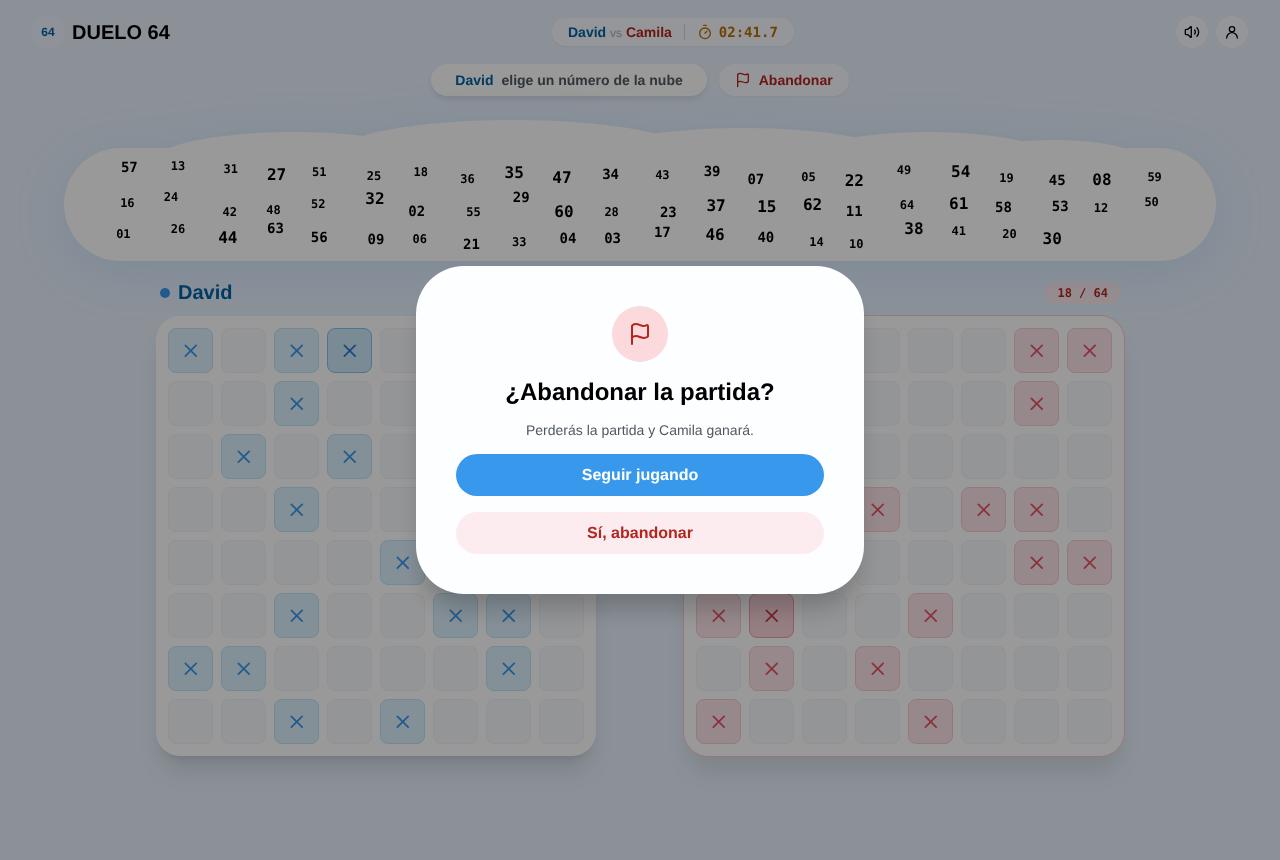 64 DUELO 64 David vs Camila 02:41.7
David elige un número de la nube Abandonar
57 13 31 27 51 25 18 36 35 47 34 43 39 07 05 22 49 54 19 45 08 59
16 24 42 48 52 32 02 55 29 60 28 23 37 15 62 11 64 61 58 53 12 50
01 26 44 63 56 09 06 21 33 04 03 17 46 40 14 10 38 41 20 30
David 18 / 64
¿Abandonar la partida?
Perderás la partida y Camila ganará.
Seguir jugando
Sí, abandonar